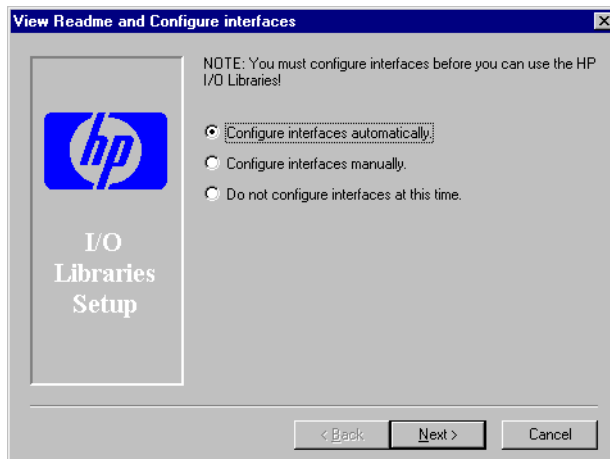 View Readme and Configure interfaces
NOTE: You must configure interfaces before you can use the HP
I/O Libraries!
hp
Configure interfaces automatically.
Configure interfaces manually.
Do not configure interfaces at this time.
I/O
Libraries
Setup
< Back
Next >
Cancel